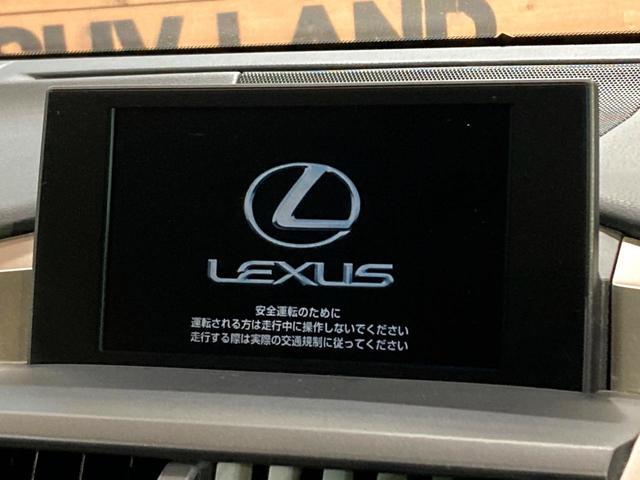 LAND
LEXUS
安全運転のために
運転される方は走行中に操作しないでください
走行する際は実際の交通規制に従ってください